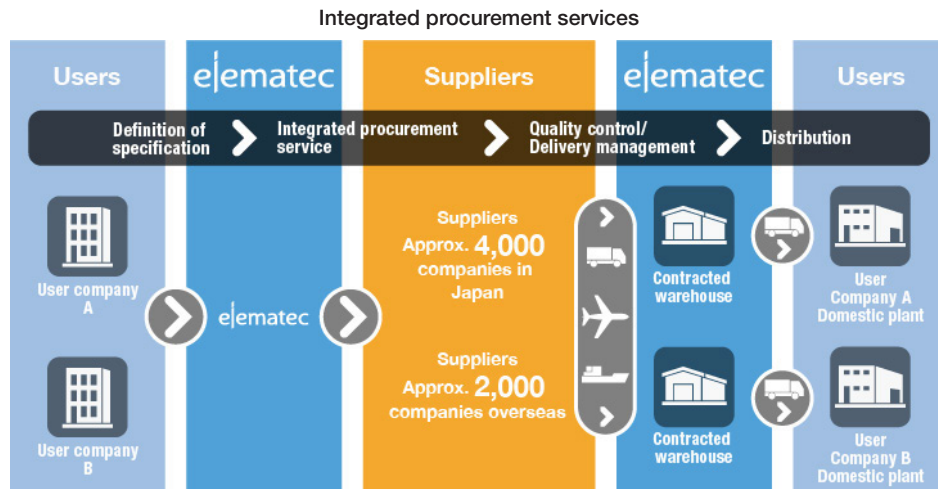 Integrated procurement services
Users
elematec
Suppliers
elematec
Users
Definition of
specification
Integrated procurement
service
Quality control/
Delivery management
Distribution
User company
A
User company
B
elematec
Suppliers
Approx. 4,000
companies in
Japan
Suppliers
Approx. 2,000
companies overseas
Contracted
warehouse
Contracted
warehouse
User
Company A
Domestic plant
User
Company B
Domestic plant